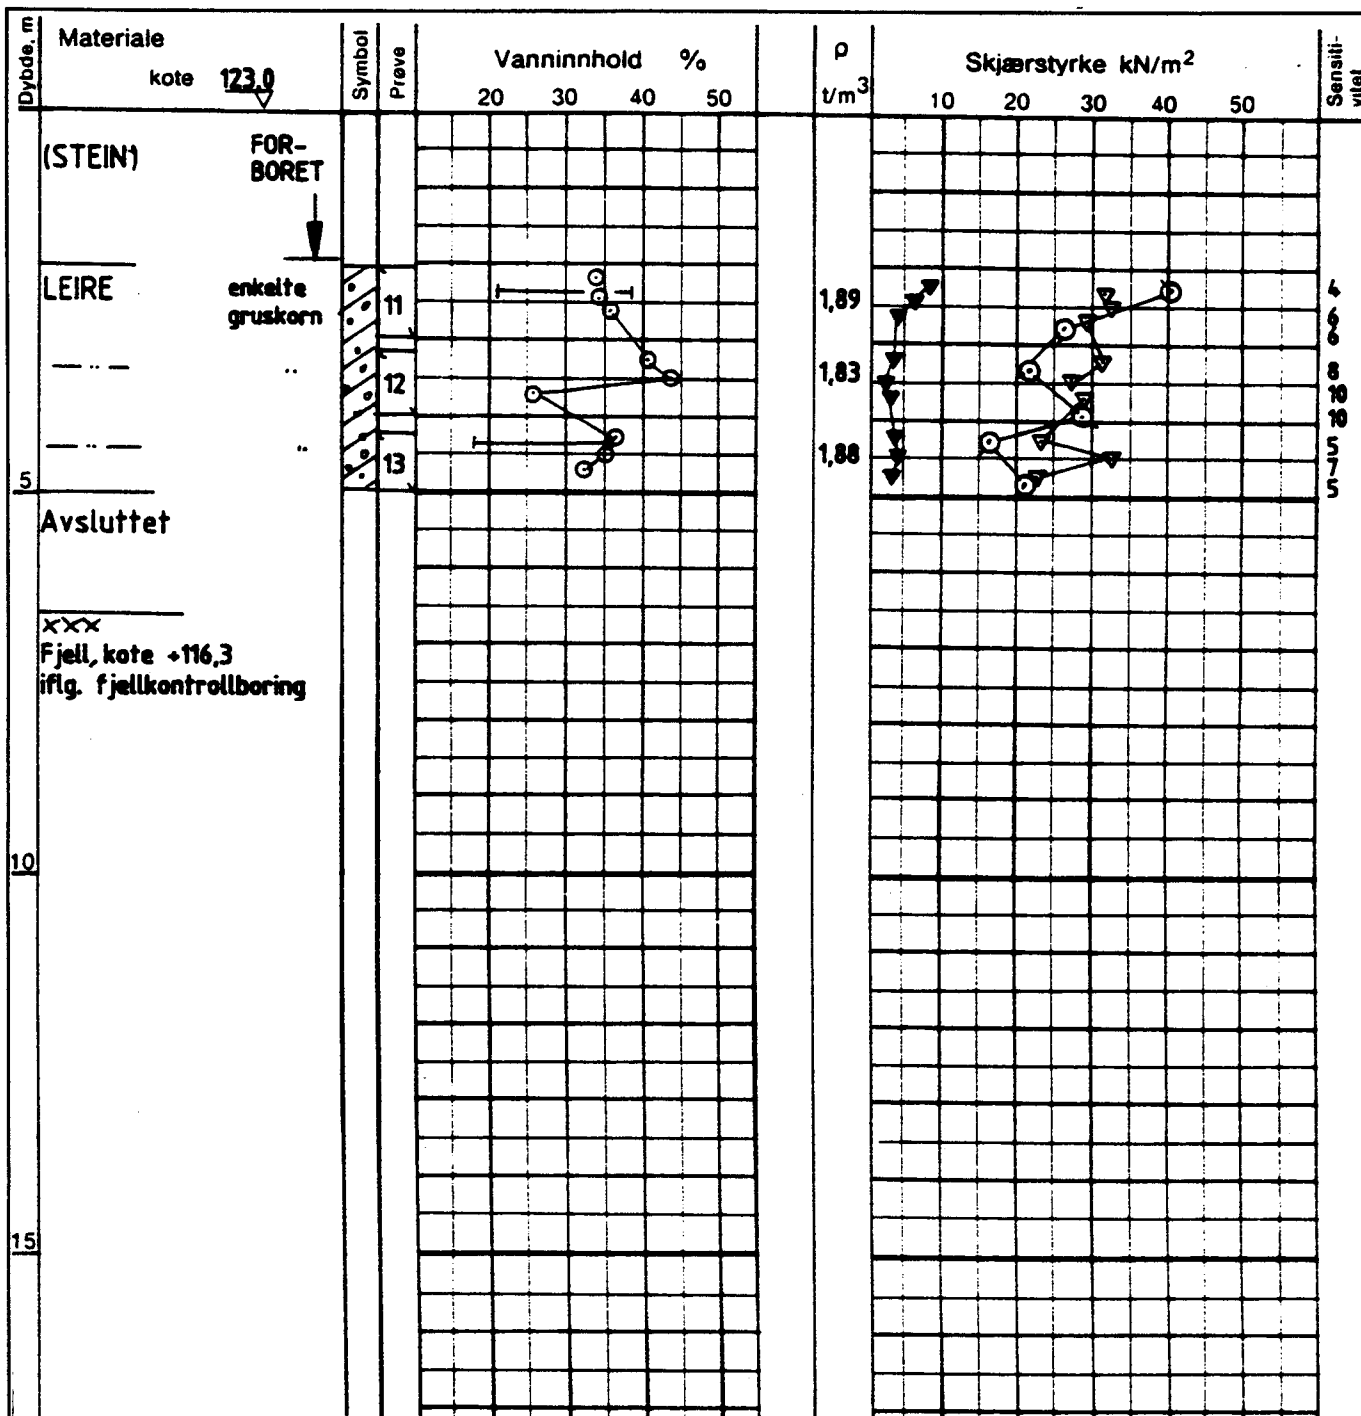 Dybde, m
Materiale
kote 123,0
Symbol
Prøve
Vanninnhold %
20 30 40 50
ρ
t/m³
Skjærstyrke kN/m²
10 20 30 40 50
Sensiti-
vitet
(STEIN)
FOR-
BORET
LEIRE
enkelte
gruskorn
11
12
13
1,89
1,83
1,88
4
6
6
8
10
10
5
7
5
— ·· —
··
— ·· —
··
5
Avsluttet
×××
Fjell, kote +116,3
iflg. fjellkontrollboring
10
15